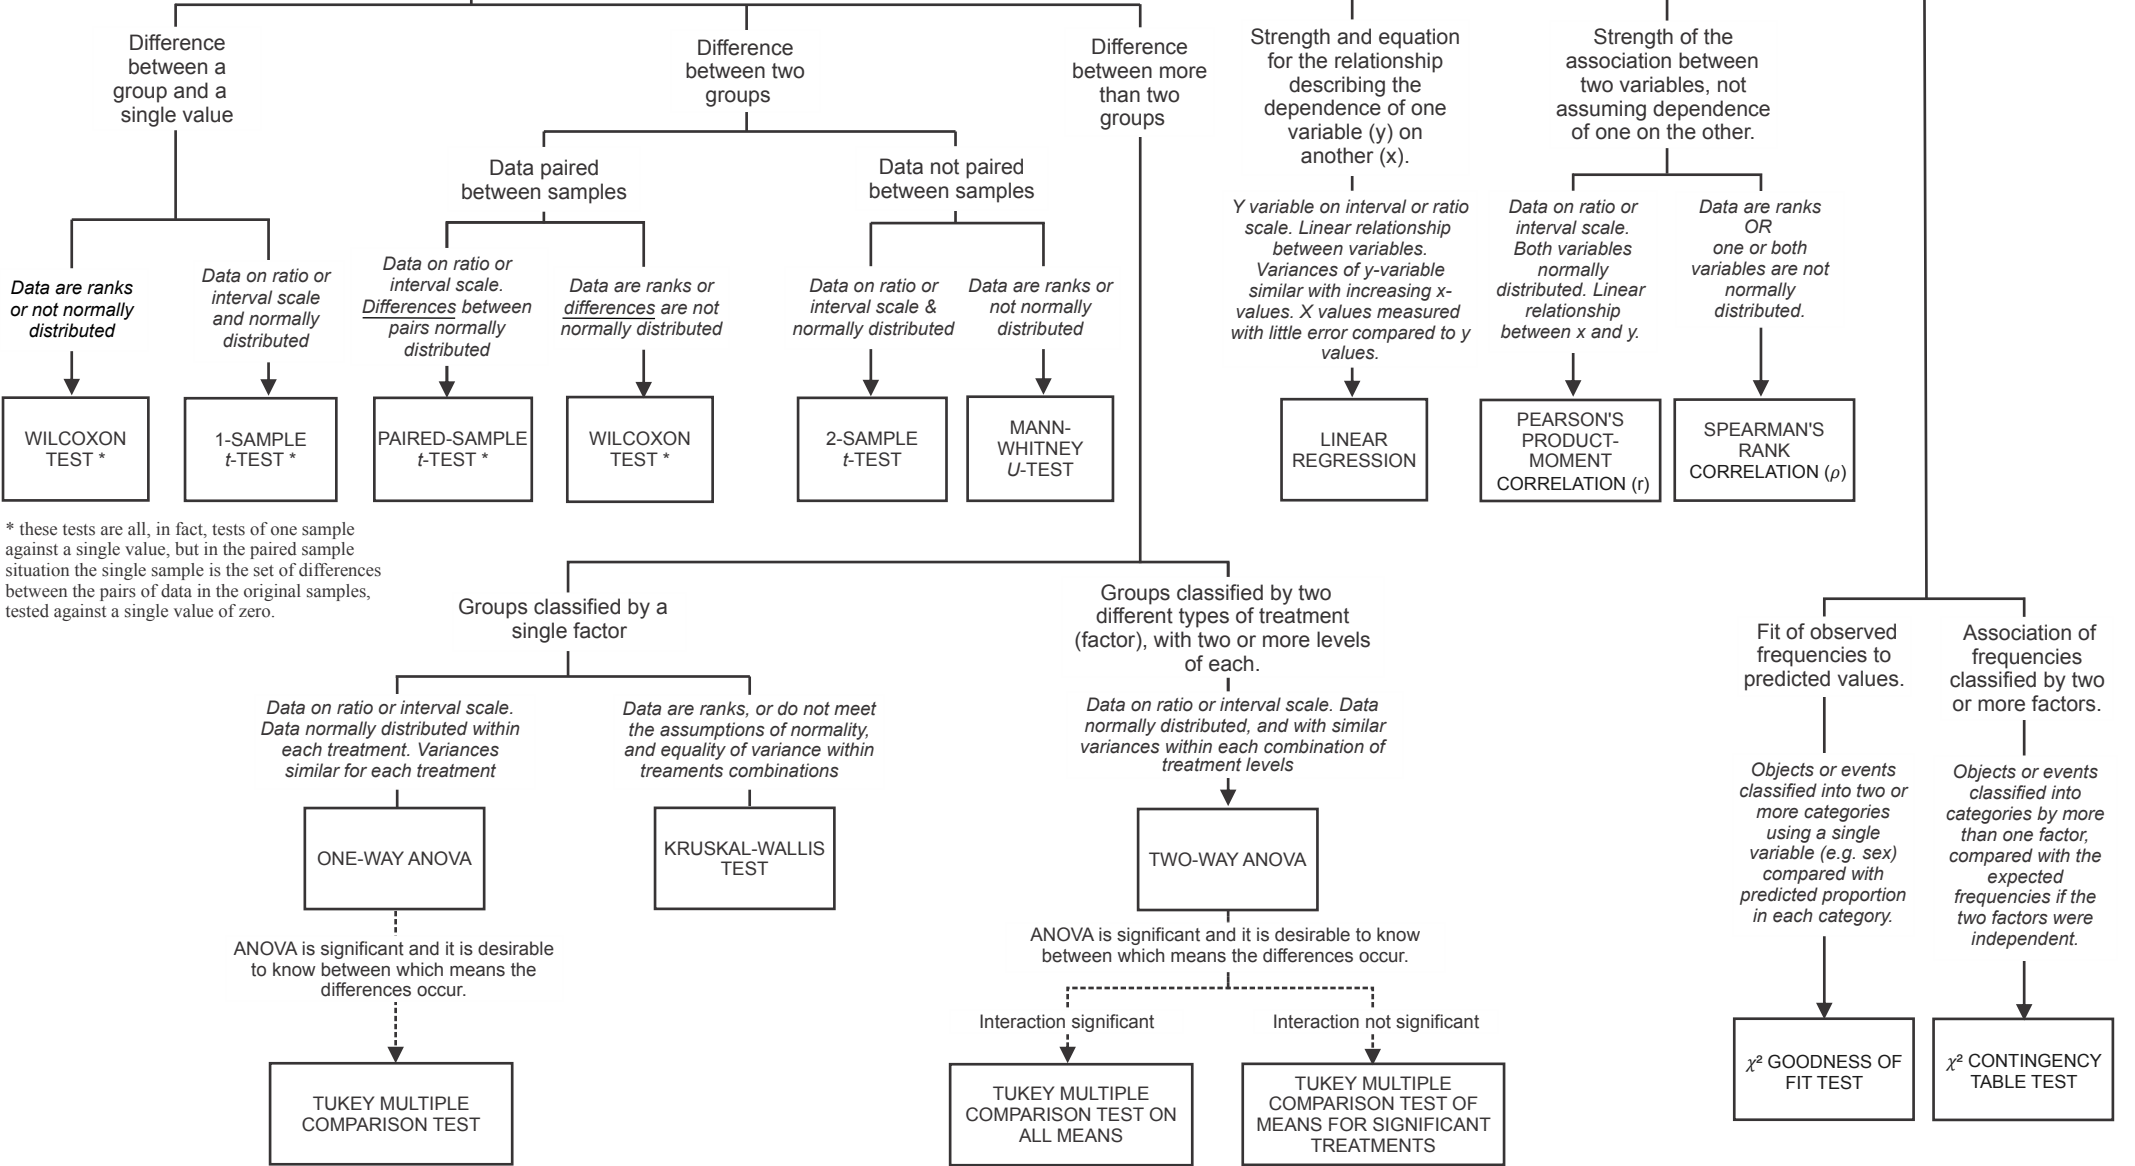 Difference
between a
group and a
single value
Difference
between two
groups
Difference
between more
than two
groups
Strength and equation
for the relationship
describing the
dependence of one
variable (y) on
another (x).
Strength of the
association between
two variables, not
assuming dependence
of one on the other.
Data paired
between samples
Data not paired
between samples
Data are ranks
or not normally
distributed
Data on ratio or
interval scale
and normally
distributed
Data on ratio or
interval scale.
Differences between
pairs normally
distributed
Data are ranks or
differences are not
normally distributed
Data on ratio or
interval scale &
normally distributed
Data are ranks or
not normally
distributed
Y variable on interval or ratio
scale. Linear relationship
between variables.
Variances of y-variable
similar with increasing x-
values. X values measured
with little error compared to y
values.
Data on ratio or
interval scale.
Both variables
normally
distributed. Linear
relationship
between x and y.
Data are ranks
OR
one or both
variables are not
normally
distributed.
WILCOXON
TEST *
1-SAMPLE
t-TEST *
PAIRED-SAMPLE
t-TEST *
WILCOXON
TEST *
2-SAMPLE
t-TEST
MANN-
WHITNEY
U-TEST
LINEAR
REGRESSION
PEARSON'S
PRODUCT-
MOMENT
CORRELATION (r)
SPEARMAN'S
RANK
CORRELATION (ρ)
* these tests are all, in fact, tests of one sample
against a single value, but in the paired sample
situation the single sample is the set of differences
between the pairs of data in the original samples,
tested against a single value of zero.
Groups classified by a
single factor
Groups classified by two
different types of treatment
(factor), with two or more levels
of each.
Fit of observed
frequencies to
predicted values.
Association of
frequencies
classified by two
or more factors.
Data on ratio or interval scale.
Data normally distributed within
each treatment. Variances
similar for each treatment
Data are ranks, or do not meet
the assumptions of normality,
and equality of variance within
treaments combinations
Data on ratio or interval scale. Data
normally distributed, and with similar
variances within each combination of
treatment levels
Objects or events
classified into two or
more categories
using a single
variable (e.g. sex)
compared with
predicted proportion
in each category.
Objects or events
classified into
categories by more
than one factor,
compared with the
expected
frequencies if the
two factors were
independent.
ONE-WAY ANOVA
KRUSKAL-WALLIS
TEST
TWO-WAY ANOVA
ANOVA is significant and it is desirable
to know between which means the
differences occur.
ANOVA is significant and it is desirable to know
between which means the differences occur.
Interaction significant
Interaction not significant
TUKEY MULTIPLE
COMPARISON TEST
TUKEY MULTIPLE
COMPARISON TEST ON
ALL MEANS
TUKEY MULTIPLE
COMPARISON TEST OF
MEANS FOR SIGNIFICANT
TREATMENTS
χ² GOODNESS OF
FIT TEST
χ² CONTINGENCY
TABLE TEST